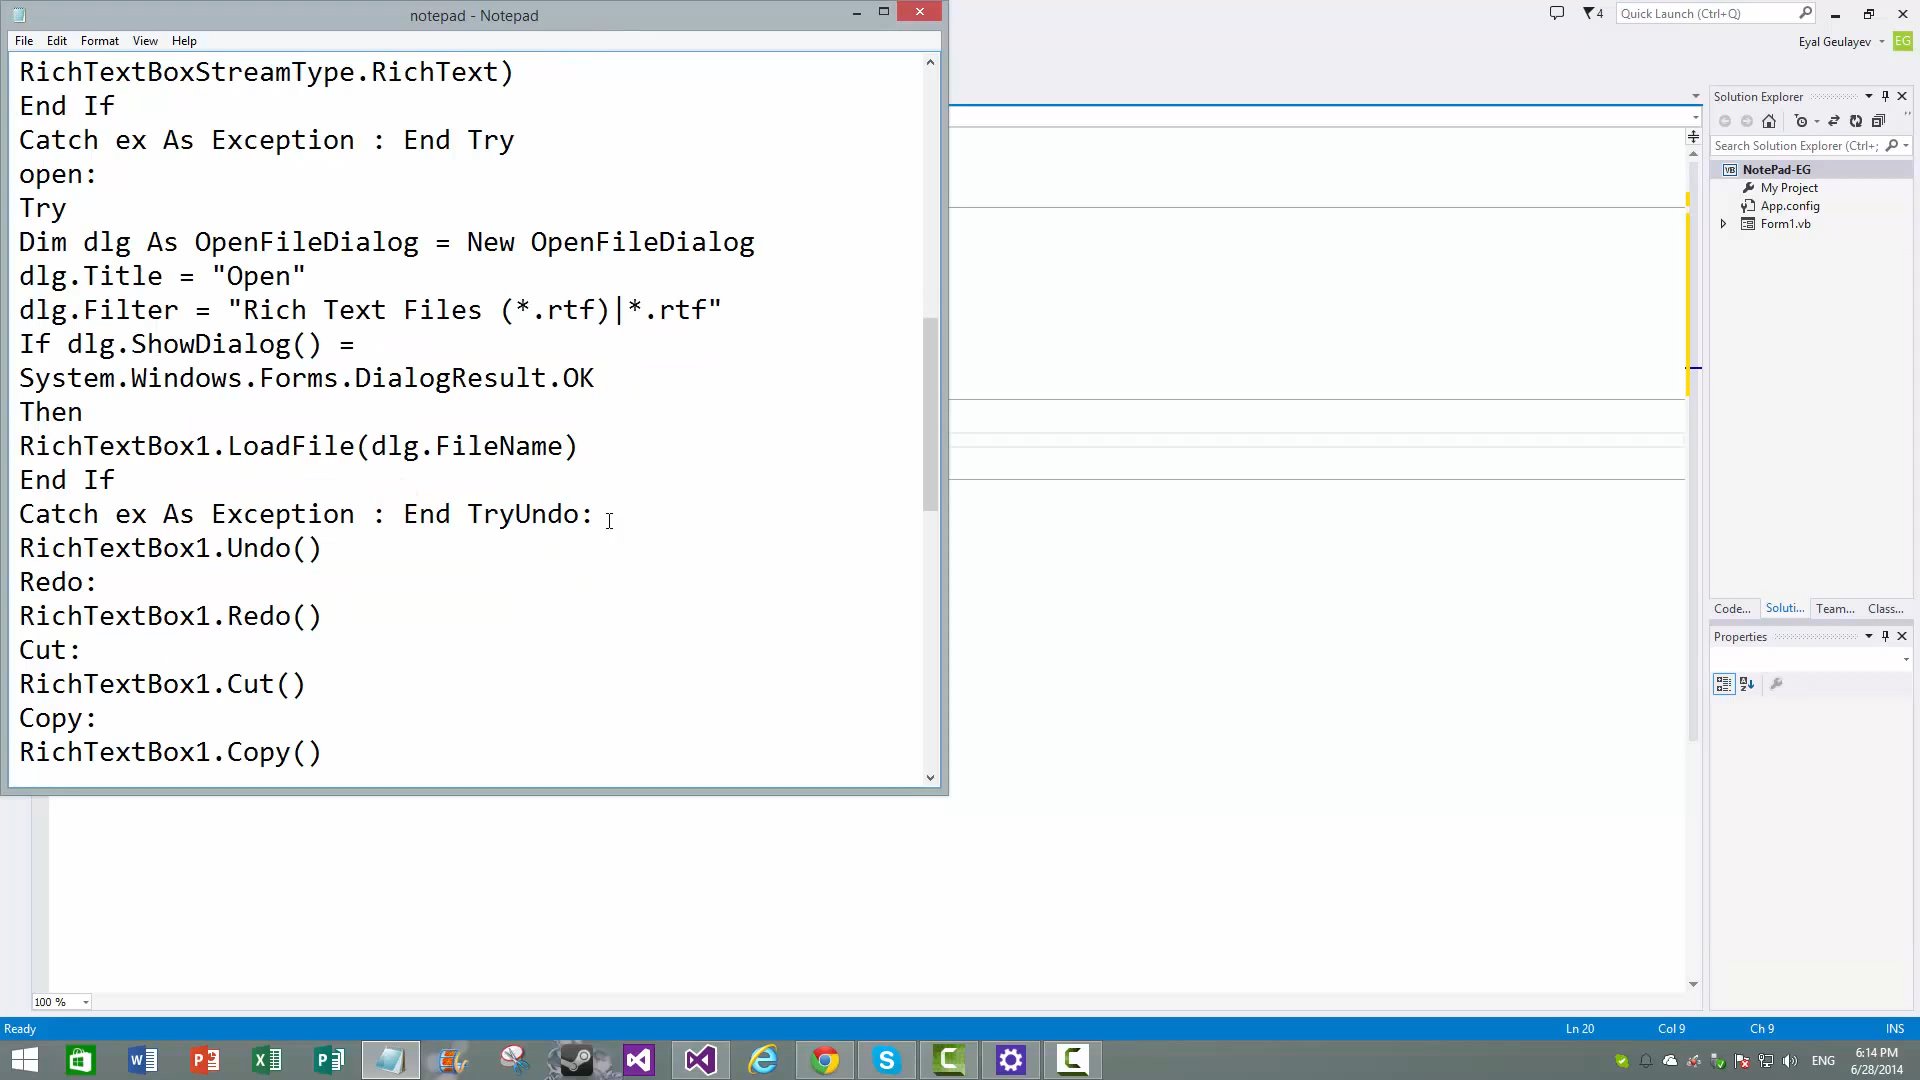 notepad - Notepad
File Edit Format View Help
RichTextBoxStreamType.RichText)
End If
Catch ex As Exception : End Try
open:
Try
Dim dlg As OpenFileDialog = New OpenFileDialog
dlg.Title = "Open"
dlg.Filter = "Rich Text Files (*.rtf)|*.rtf"
If dlg.ShowDialog() =
System.Windows.Forms.DialogResult.OK
Then
RichTextBox1.LoadFile(dlg.FileName)
End If
Catch ex As Exception : End TryUndo:
RichTextBox1.Undo()
Redo:
RichTextBox1.Redo()
Cut:
RichTextBox1.Cut()
Copy:
RichTextBox1.Copy()
4 Quick Launch (Ctrl+Q)
Eyal Geulayev EG
Solution Explorer
Search Solution Explorer (Ctrl+;
VB NotePad-EG
My Project
App.config
Form1.vb
Code... Soluti... Team... Class...
Properties
100 %
Ready Ln 20 Col 9 Ch 9 INS
ENG
6:14 PM
6/28/2014